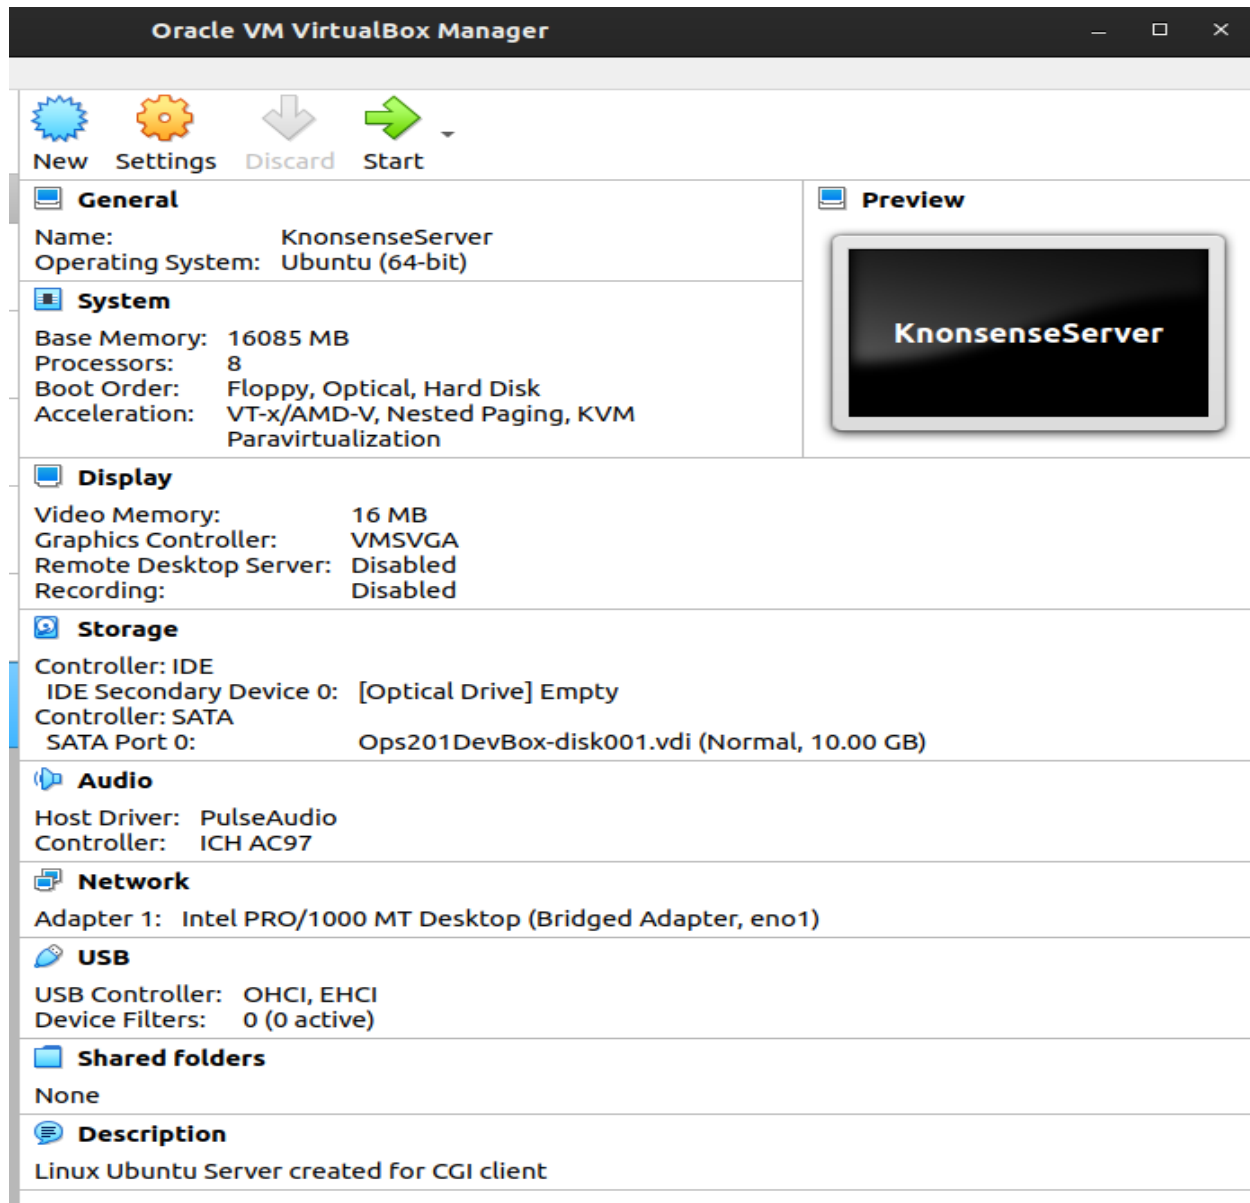 Oracle VM VirtualBox Manager
New Settings Discard Start
General
Name: KnonsenseServer
Operating System: Ubuntu (64-bit)
Preview
KnonsenseServer
System
Base Memory: 16085 MB
Processors: 8
Boot Order: Floppy, Optical, Hard Disk
Acceleration: VT-x/AMD-V, Nested Paging, KVM
Paravirtualization
Display
Video Memory: 16 MB
Graphics Controller: VMSVGA
Remote Desktop Server: Disabled
Recording: Disabled
Storage
Controller: IDE
IDE Secondary Device 0: [Optical Drive] Empty
Controller: SATA
SATA Port 0: Ops201DevBox-disk001.vdi (Normal, 10.00 GB)
Audio
Host Driver: PulseAudio
Controller: ICH AC97
Network
Adapter 1: Intel PRO/1000 MT Desktop (Bridged Adapter, eno1)
USB
USB Controller: OHCI, EHCI
Device Filters: 0 (0 active)
Shared folders
None
Description
Linux Ubuntu Server created for CGI client